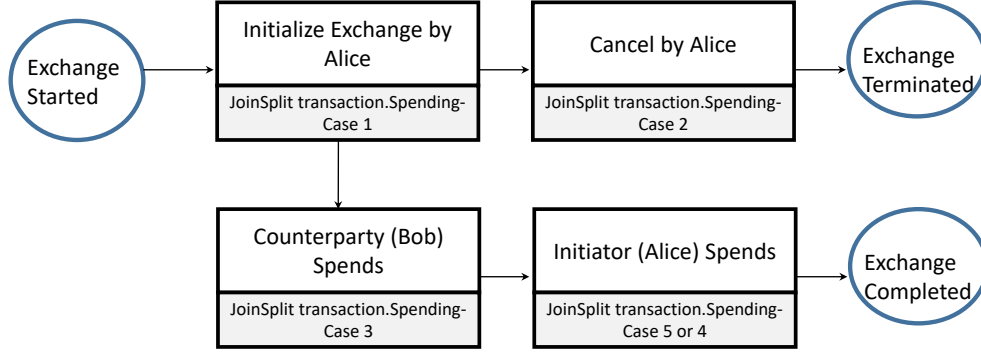 Exchange
Started
Initialize Exchange by
Alice
JoinSplit transaction.Spending-
Case 1
Cancel by Alice
JoinSplit transaction.Spending-
Case 2
Exchange
Terminated
Counterparty (Bob)
Spends
JoinSplit transaction.Spending-
Case 3
Initiator (Alice) Spends
JoinSplit transaction.Spending-
Case 5 or 4
Exchange
Completed